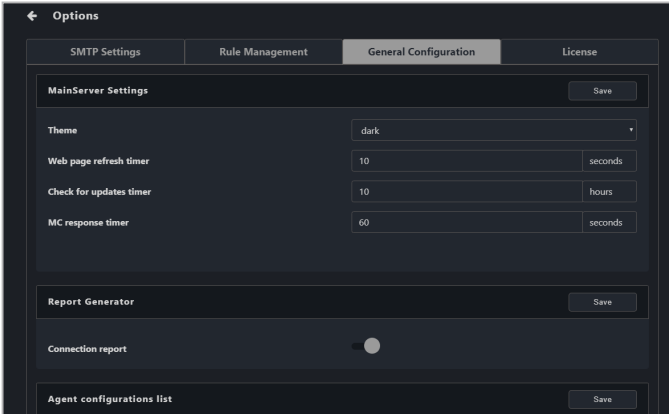 Options
SMTP Settings Rule Management General Configuration License
MainServer Settings Save
Theme dark
Web page refresh timer 10 seconds
Check for updates timer 10 hours
MC response timer 60 seconds
Report Generator Save
Connection report
Agent configurations list Save